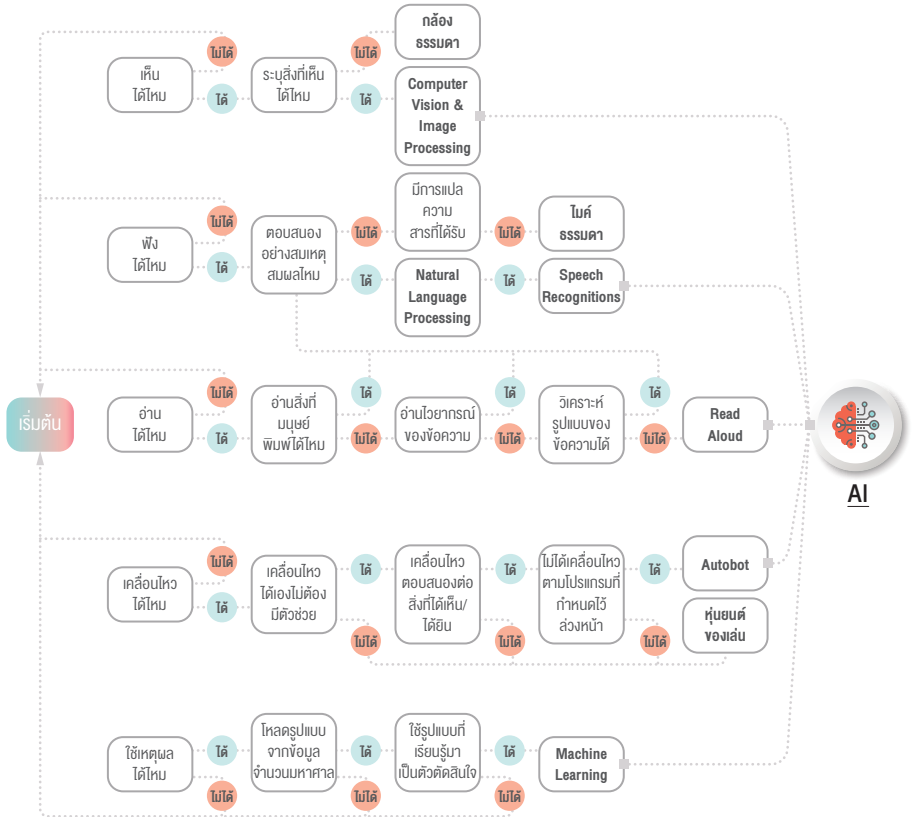 กล้อง
ธรรมดา
ไม่ได้
ไม่ได้
เห็น
ได้ไหม
ได้
ระบุสิ่งที่เห็น
ได้ไหม
ได้
Computer
Vision &
Image
Processing
ไม่ได้
ฟัง
ได้ไหม
ได้
ตอบสนอง
อย่างสมเหตุ
สมผลไหม
ไม่ได้
มีการแปล
ความ
สารที่ได้รับ
ไม่ได้
ไมค์
ธรรมดา
ได้
Natural
Language
Processing
ได้
Speech
Recognitions
เริ่มต้น
ไม่ได้
อ่าน
ได้ไหม
ได้
อ่านสิ่งที่
มนุษย์
พิมพ์ได้ไหม
ได้
ไม่ได้
อ่านไวยากรณ์
ของข้อความ
ได้
ไม่ได้
วิเคราะห์
รูปแบบของ
ข้อความได้
ได้
ไม่ได้
Read
Aloud
AI
ไม่ได้
เคลื่อนไหว
ได้ไหม
ได้
เคลื่อนไหว
ได้เองไม่ต้อง
มีตัวช่วย
ได้
ไม่ได้
เคลื่อนไหว
ตอบสนองต่อ
สิ่งที่ได้เห็น/
ได้ยิน
ได้
ไม่ได้
ไม่ได้เคลื่อนไหว
ตามโปรแกรมที่
กำหนดไว้
ล่วงหน้า
ได้
ไม่ได้
Autobot
หุ่นยนต์
ของเล่น
ใช้เหตุผล
ได้ไหม
ได้
ไม่ได้
โหลดรูปแบบ
จากข้อมูล
จำนวนมหาศาล
ได้
ไม่ได้
ใช้รูปแบบที่
เรียนรู้มา
เป็นตัวตัดสินใจ
ได้
ไม่ได้
Machine
Learning